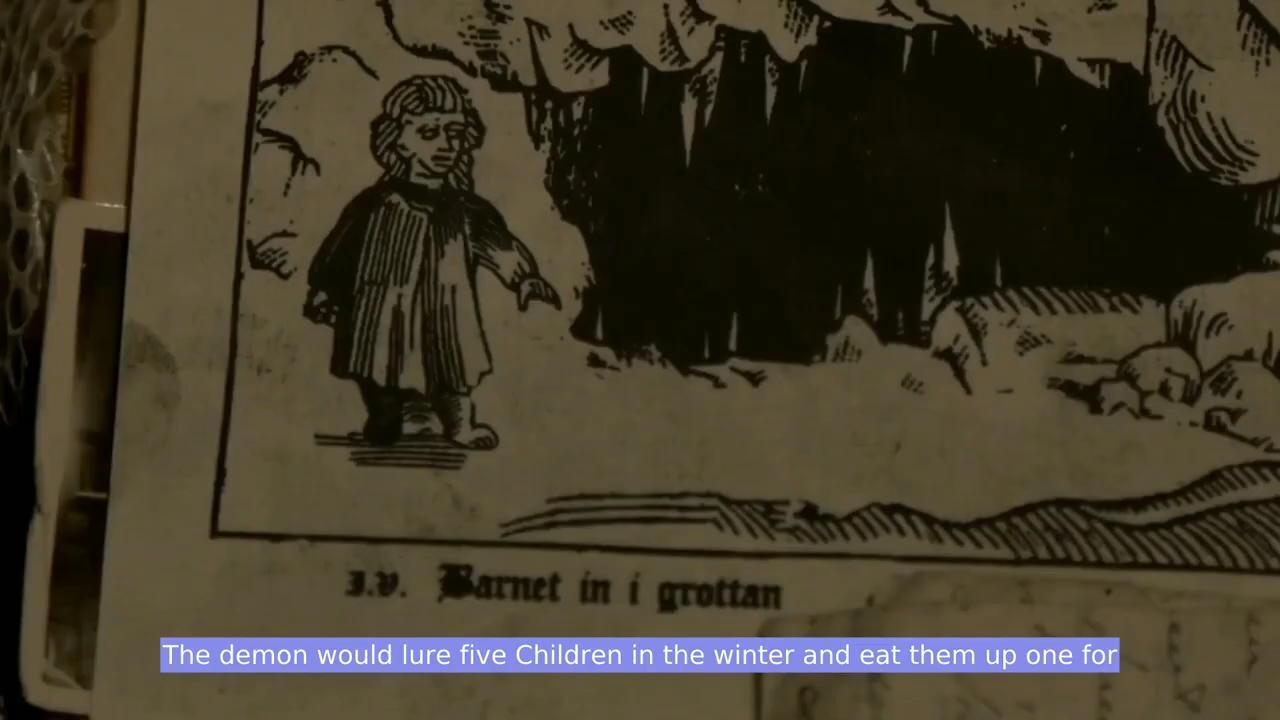 I.V. Barnet in i grottan
The demon would lure five Children in the winter and eat them up one for